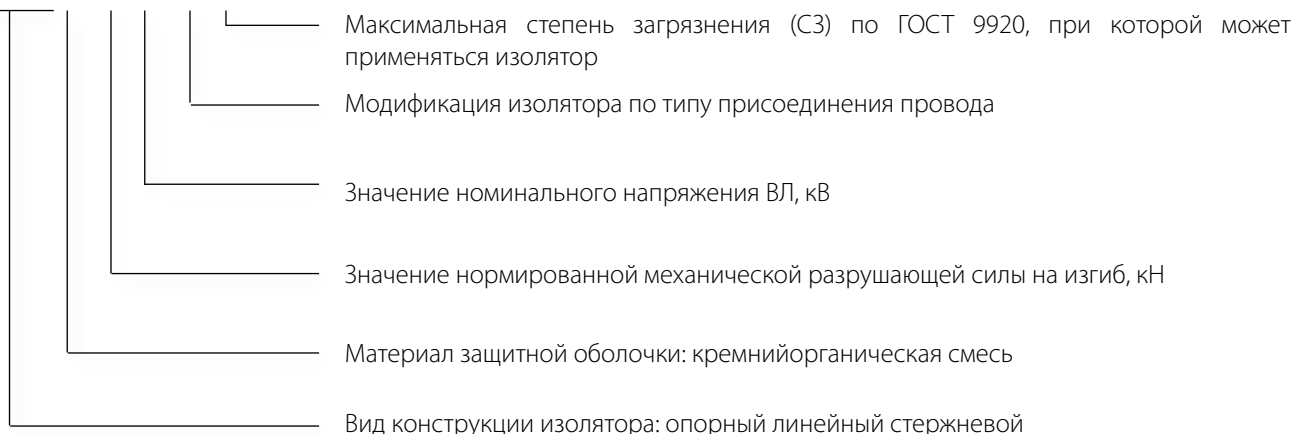 Максимальная степень загрязнения (СЗ) по ГОСТ 9920, при которой может
применяться изолятор
Модификация изолятора по типу присоединения провода
Значение номинального напряжения ВЛ, кВ
Значение нормированной механической разрушающей силы на изгиб, кН
Материал защитной оболочки: кремнийорганическая смесь
Вид конструкции изолятора: опорный линейный стержневой